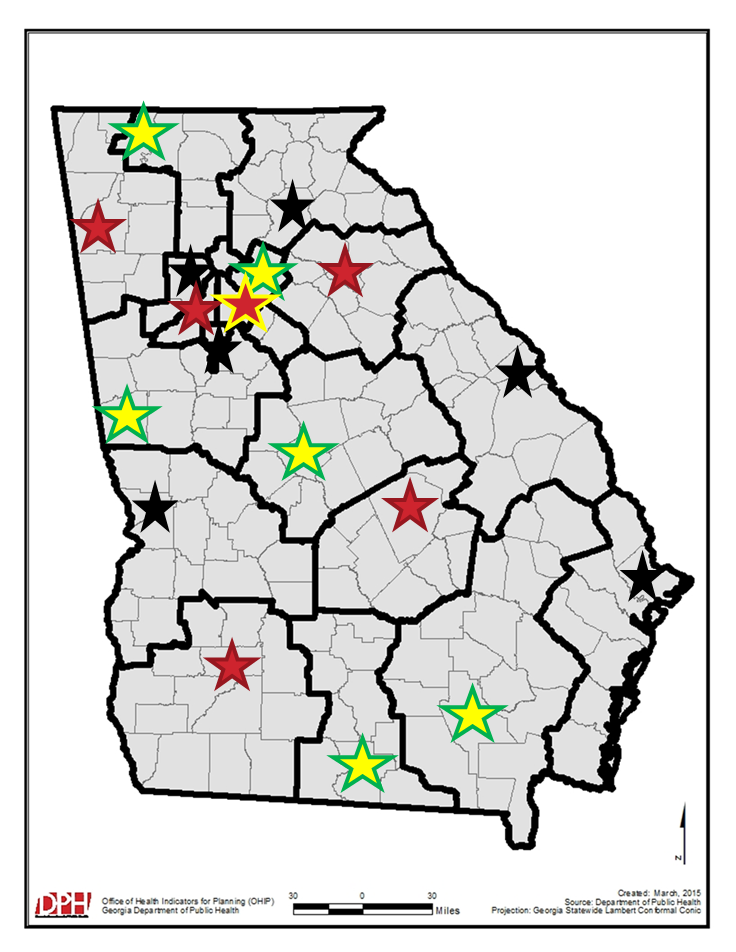 N
DPH
Office of Health Indicators for Planning (OHIP)
Georgia Department of Public Health
30 0 30
Miles
Created: March, 2015
Source: Department of Public Health
Projection: Georgia Statewide Lambert Conformal Conic